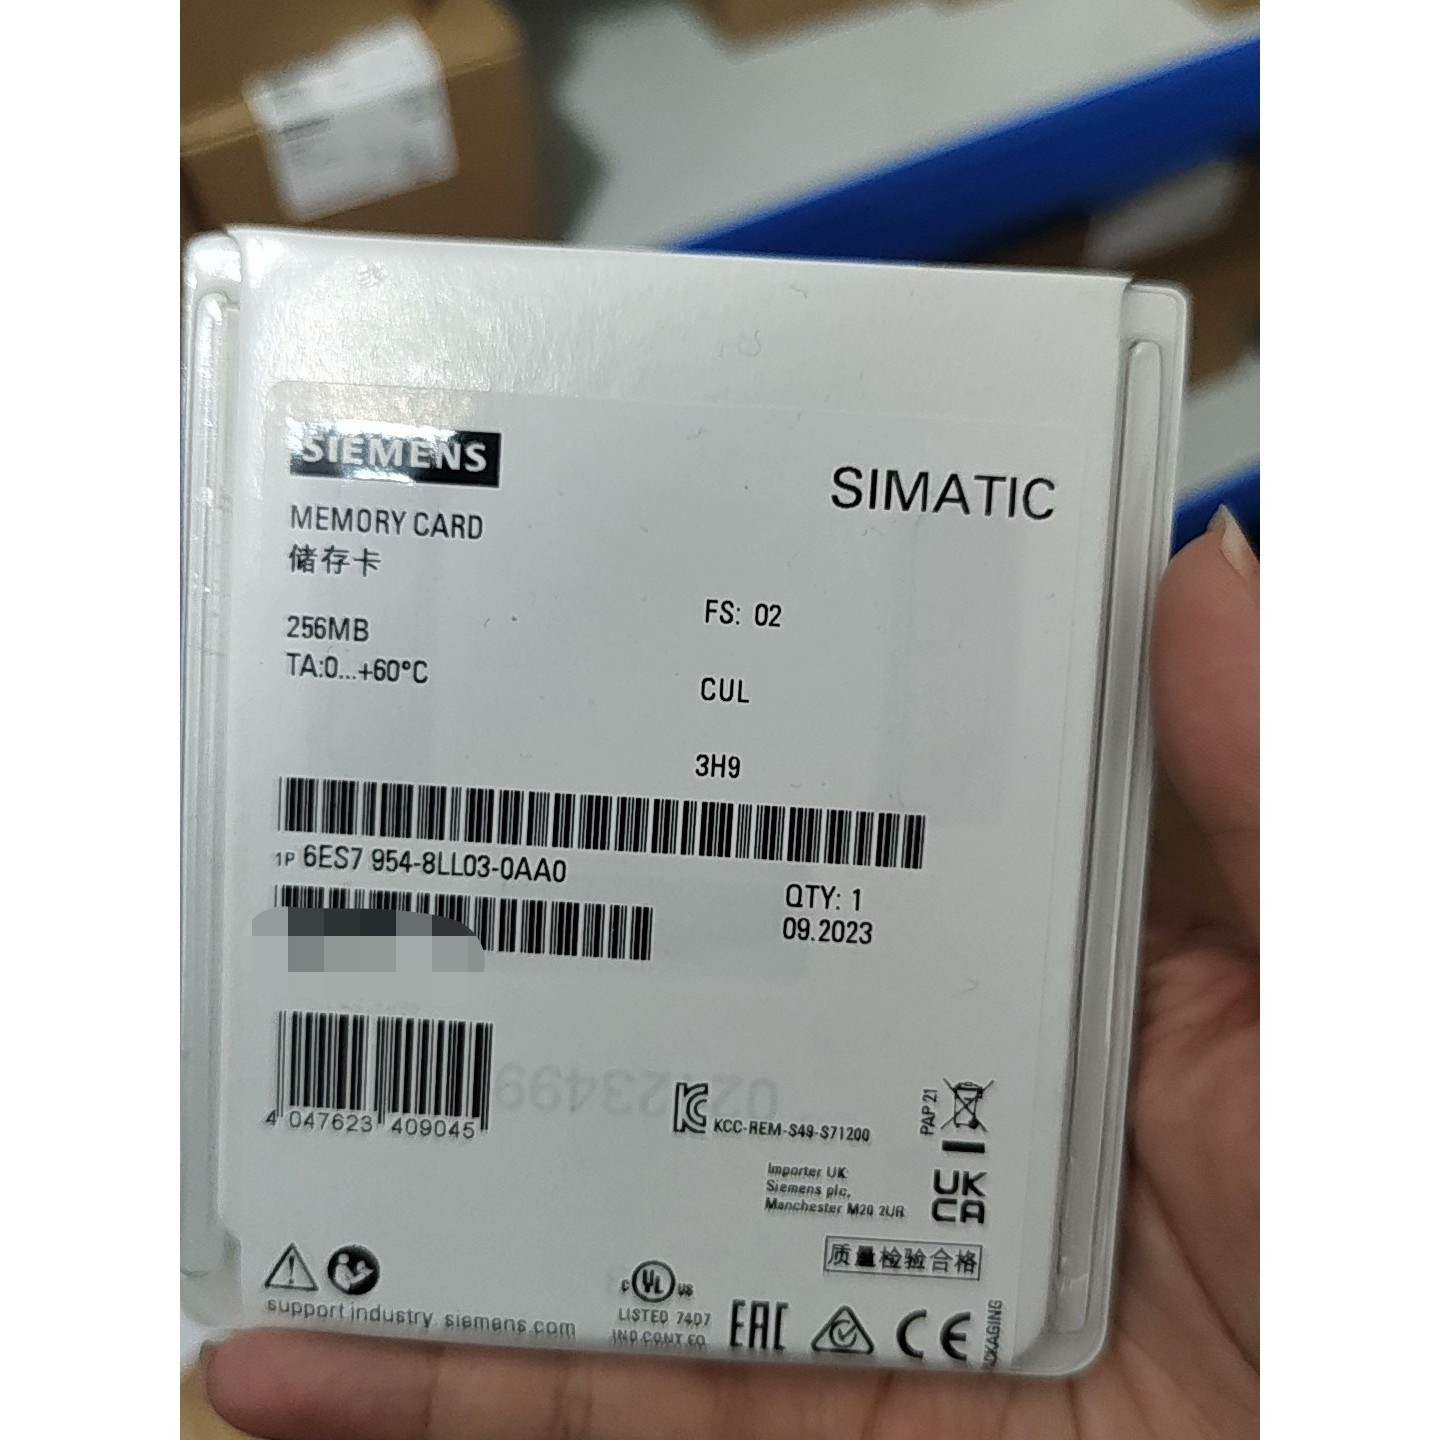 SIEMENS
SIMATIC
MEMORY CARD
储存卡
256MB
TA:0...+60°C
FS: 02
CUL
3H9
1P 6ES7 954-8LL03-0AA0
QTY: 1
09.2023
4 047623 409045
KCC-REM-S49-S71200
PAP 21
Importer UK:
Siemens plc,
Manchester M20 2UR
UK
CA
质量检验合格
support.industry.siemens.com
C UL US
LISTED 74D7
IND.CONT.EQ
EAC
CE